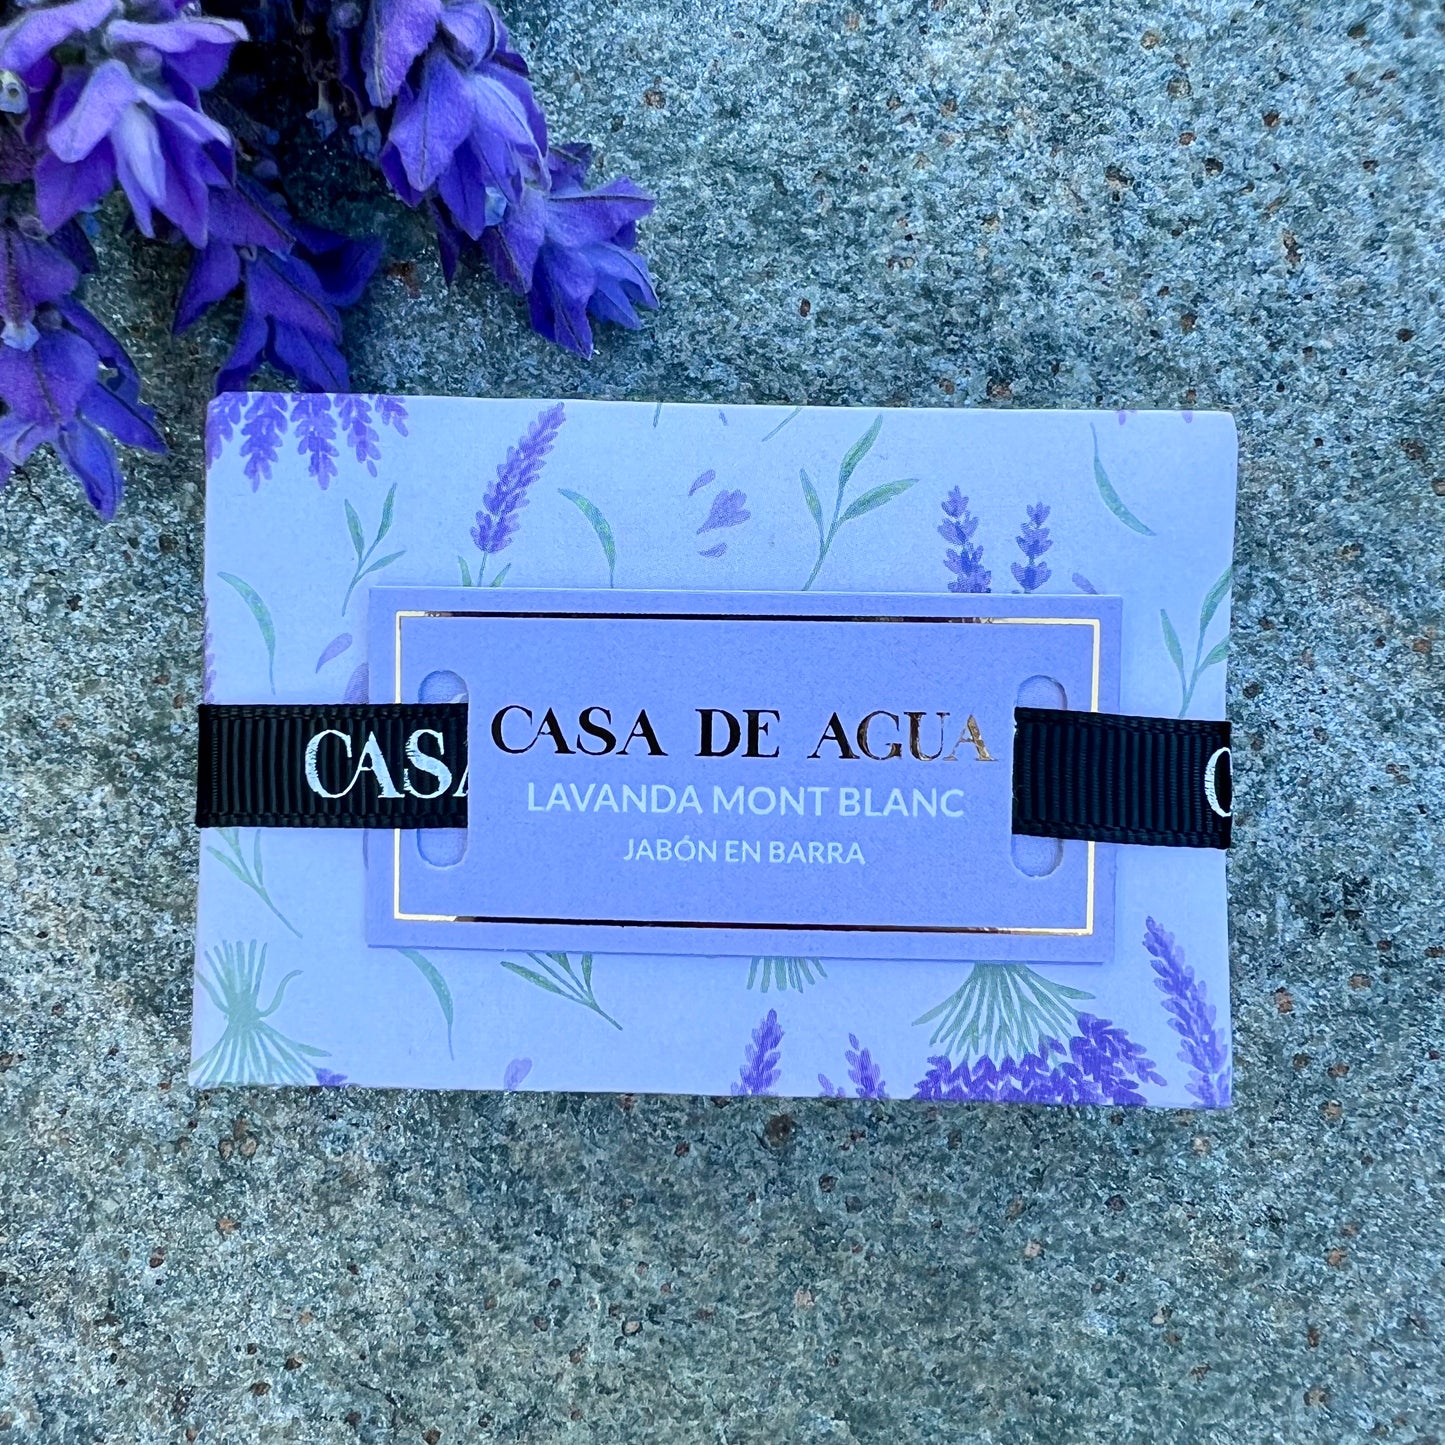 CASA DE AGUA
LAVANDA MONT BLANC
JABÓN EN BARRA
CASA
C